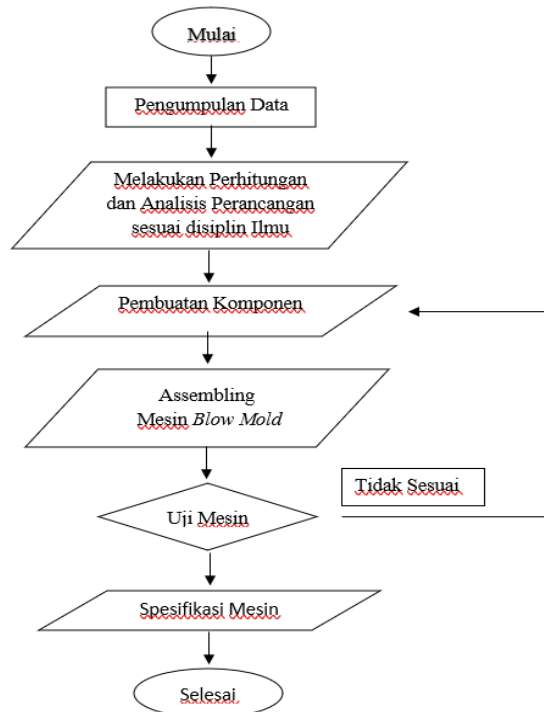 Mulai
Pengumpulan Data
Melakukan Perhitungan
dan Analisis Perancangan
sesuai disiplin Ilmu
Pembuatan Komponen
Assembling
Mesin Blow Mold
Tidak Sesuai
Uji Mesin
Spesifikasi Mesin
Selesai